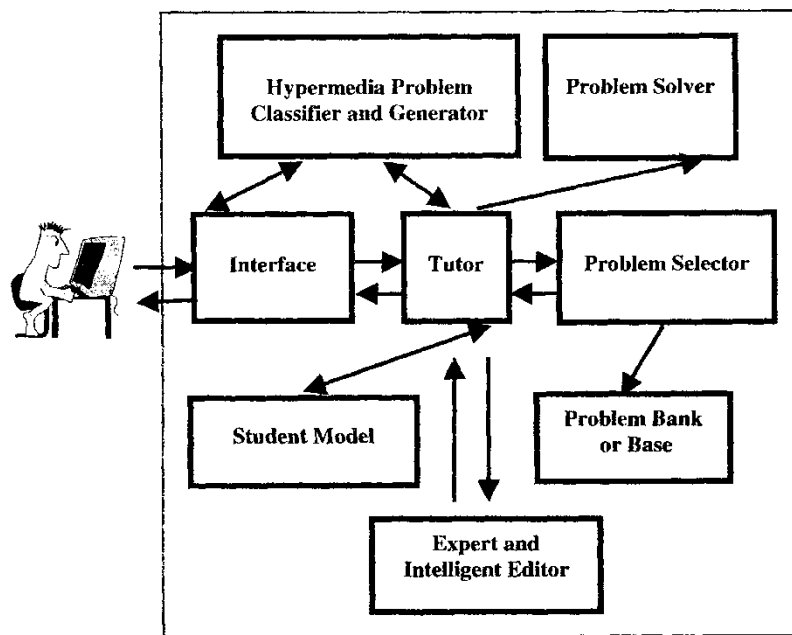 Hypermedia Problem
Classifier and Generator
Problem Solver
Interface
Tutor
Problem Selector
Student Model
Problem Bank
or Base
Expert and
Intelligent Editor